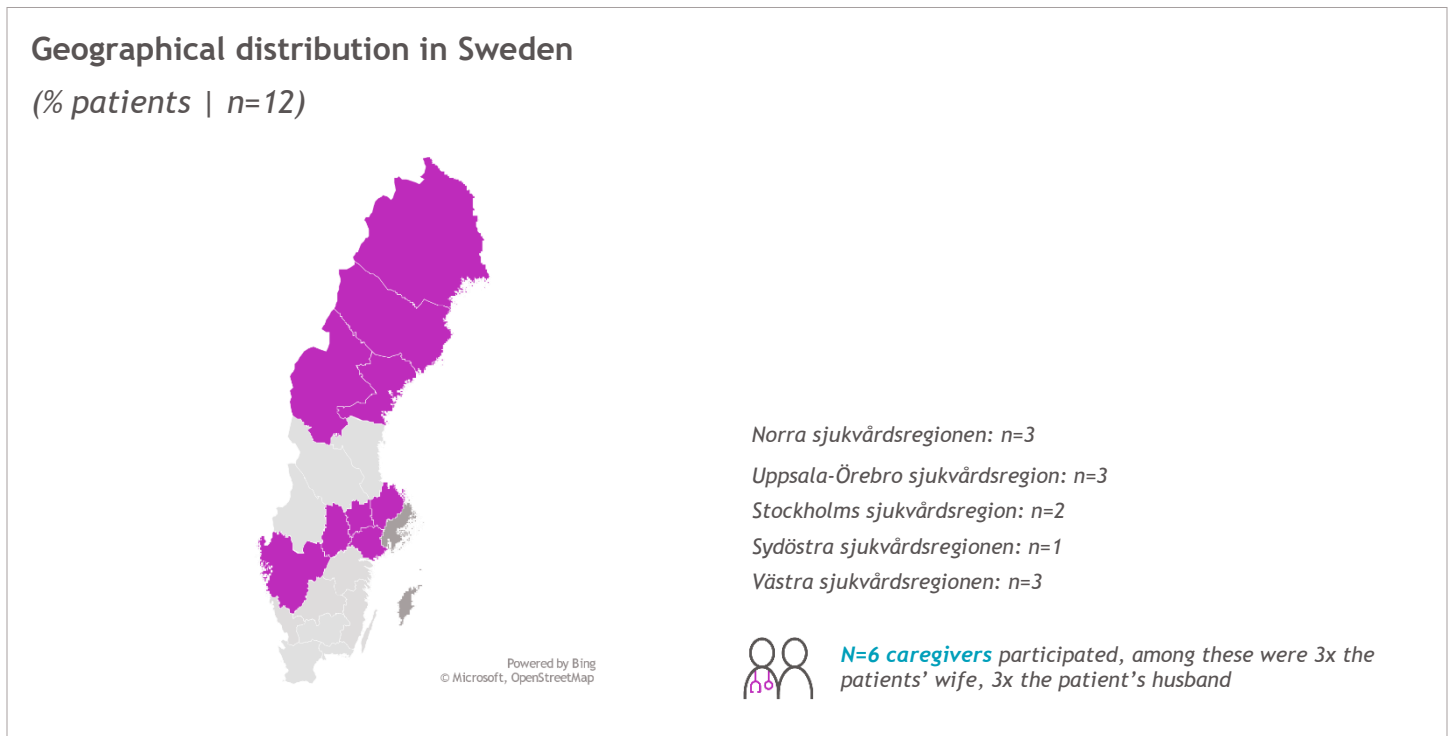 Geographical distribution in Sweden
(% patients | n=12)
Norra sjukvårdsregionen: n=3
Uppsala-Örebro sjukvårdsregion: n=3
Stockholms sjukvårdsregion: n=2
Sydöstra sjukvårdsregionen: n=1
Västra sjukvårdsregionen: n=3
N=6 caregivers participated, among these were 3x the
patients’ wife, 3x the patient’s husband
Powered by Bing
© Microsoft, OpenStreetMap